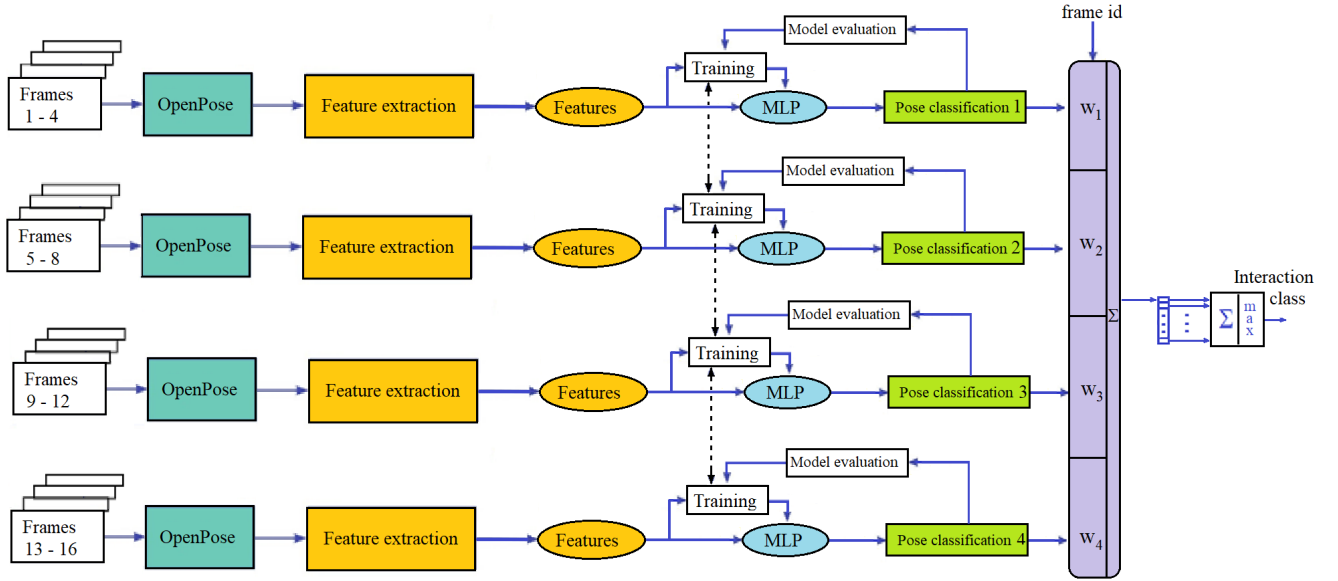 frame id
Model evaluation
Training
Frames
1 - 4
OpenPose
Feature extraction
Features
MLP
Pose classification 1
w1
Model evaluation
Training
Frames
5 - 8
OpenPose
Feature extraction
Features
MLP
Pose classification 2
w2
Interaction
class
Σ
Σ
m
a
x
Model evaluation
Training
Frames
9 - 12
OpenPose
Feature extraction
Features
MLP
Pose classification 3
w3
Model evaluation
Training
Frames
13 - 16
OpenPose
Feature extraction
Features
MLP
Pose classification 4
w4